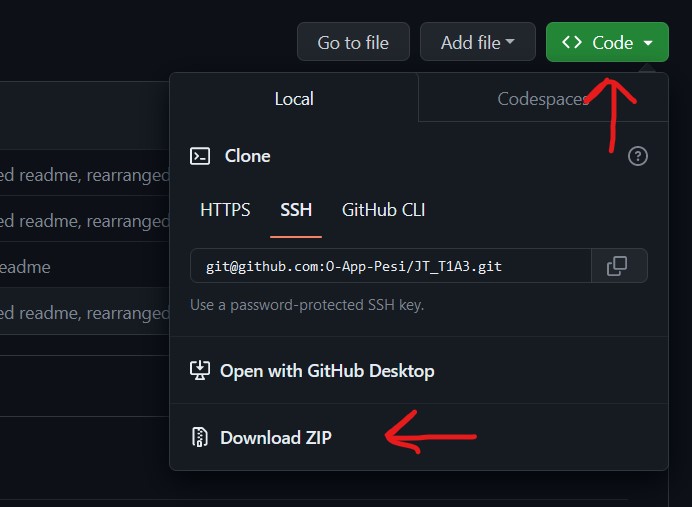 Go to file
Add file
Code
Local
Codespaces
Clone
ed readme, rearranged
HTTPS
SSH
GitHub CLI
ed readme, rearranged
eadme
git@github.com:O-App-Pesi/JT_T1A3.git
Use a password-protected SSH key.
ed readme, rearranged
Open with GitHub Desktop
Download ZIP